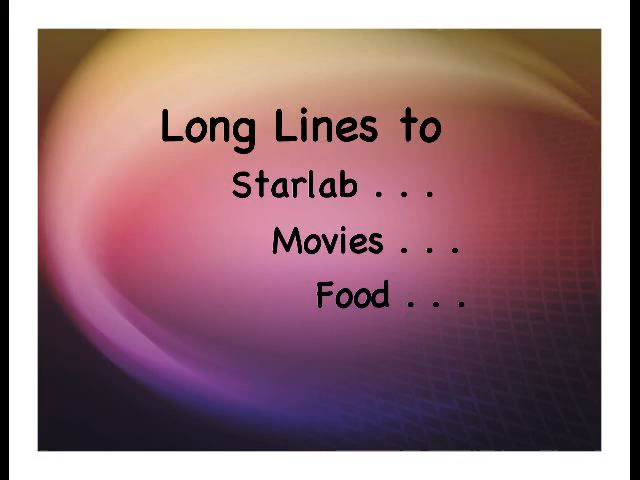 Long Lines to
Starlab . . .
Movies . . .
Food . . .